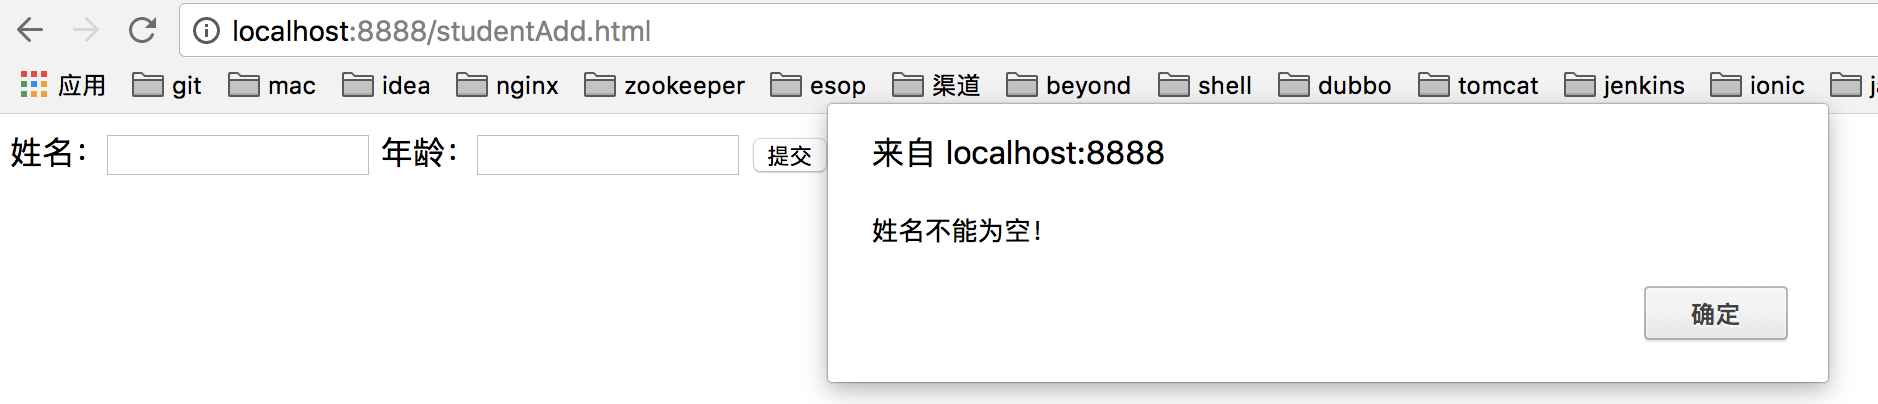 localhost:8888/studentAdd.html
应用 git mac idea nginx zookeeper esop 渠道 beyond shell dubbo tomcat jenkins ionic
姓名： 年龄： 提交
来自 localhost:8888
姓名不能为空！
确定